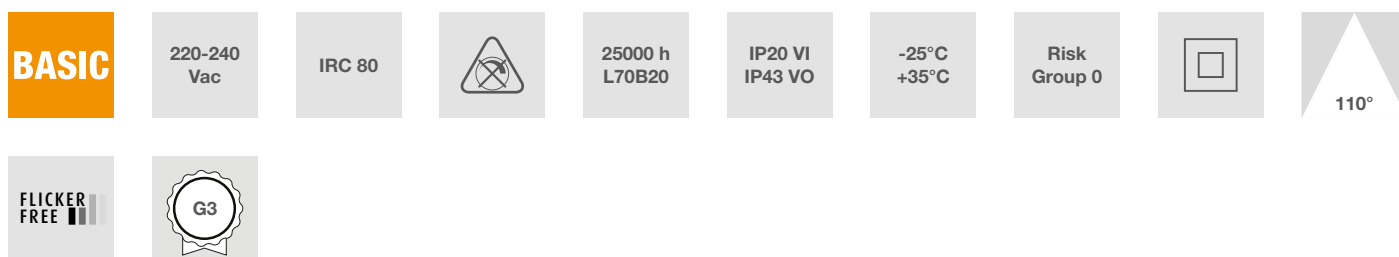 BASIC
220-240
Vac
IRC 80
25000 h
L70B20
IP20 VI
IP43 VO
-25°C
+35°C
Risk
Group 0
110°
FLICKER
FREE
G3